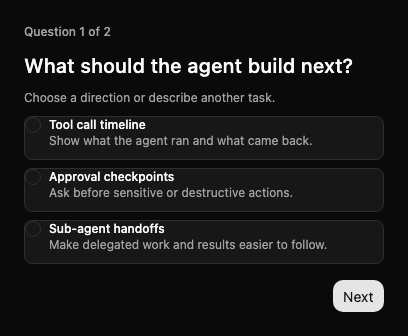 Question 1 of 2
What should the agent build next?
Choose a direction or describe another task.
Tool call timeline
Show what the agent ran and what came back.
Approval checkpoints
Ask before sensitive or destructive actions.
Sub-agent handoffs
Make delegated work and results easier to follow.
Next